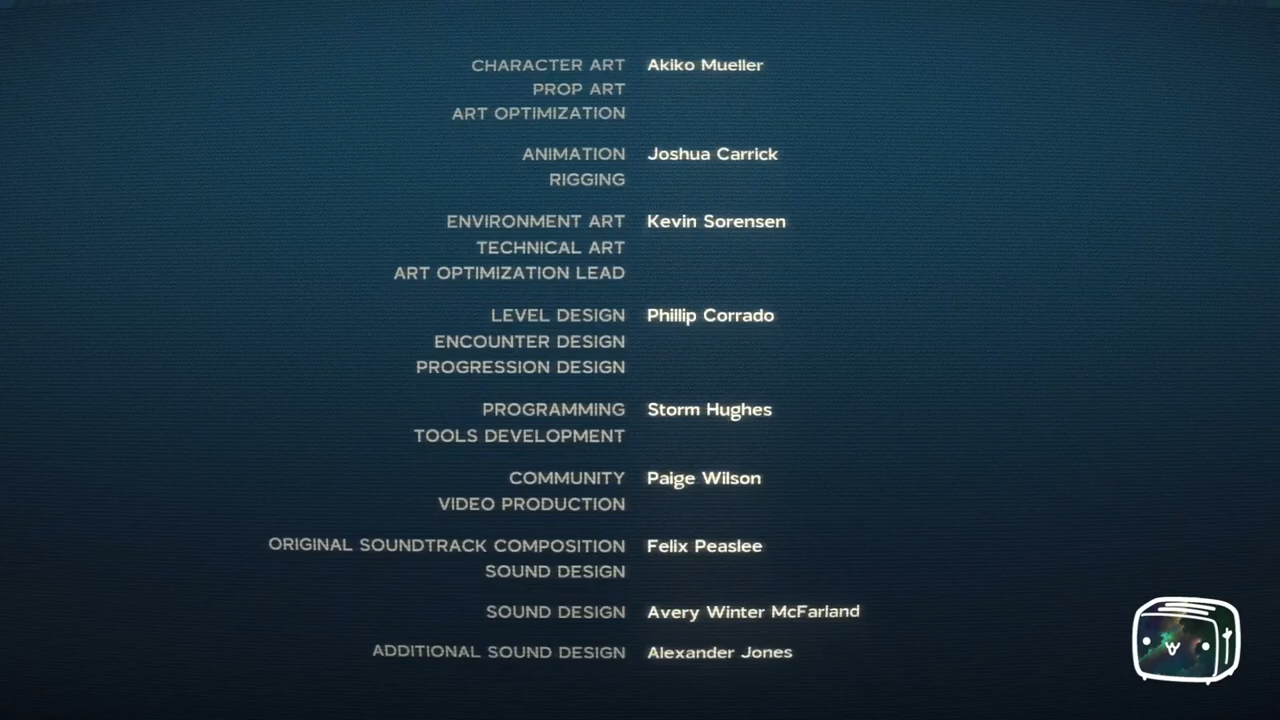 CHARACTER ART Akiko Mueller
PROP ART
ART OPTIMIZATION
ANIMATION Joshua Carrick
RIGGING
ENVIRONMENT ART Kevin Sorensen
TECHNICAL ART
ART OPTIMIZATION LEAD
LEVEL DESIGN Phillip Corrado
ENCOUNTER DESIGN
PROGRESSION DESIGN
PROGRAMMING Storm Hughes
TOOLS DEVELOPMENT
COMMUNITY Paige Wilson
VIDEO PRODUCTION
ORIGINAL SOUNDTRACK COMPOSITION Felix Peaslee
SOUND DESIGN
SOUND DESIGN Avery Winter McFarland
ADDITIONAL SOUND DESIGN Alexander Jones